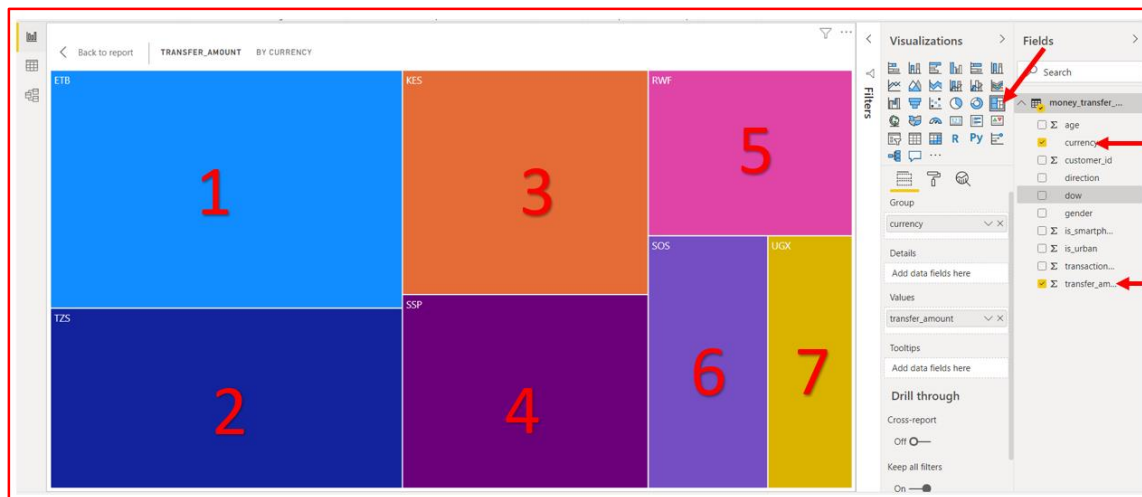 Back to report TRANSFER_AMOUNT BY CURRENCY
ETB
1
TZS
2
KES
3
SSP
4
RWF
5
SOS
6
UGX
7
Filters
Visualizations
R Py
...
Group
currency
Details
Add data fields here
Values
transfer_amount
Tooltips
Add data fields here
Drill through
Cross-report
Off
Keep all filters
On
Fields
Search
money_transfer_...
Σ age
currency
Σ customer_id
direction
dow
gender
Σ is_smartph...
Σ is_urban
Σ transaction...
Σ transfer_am...